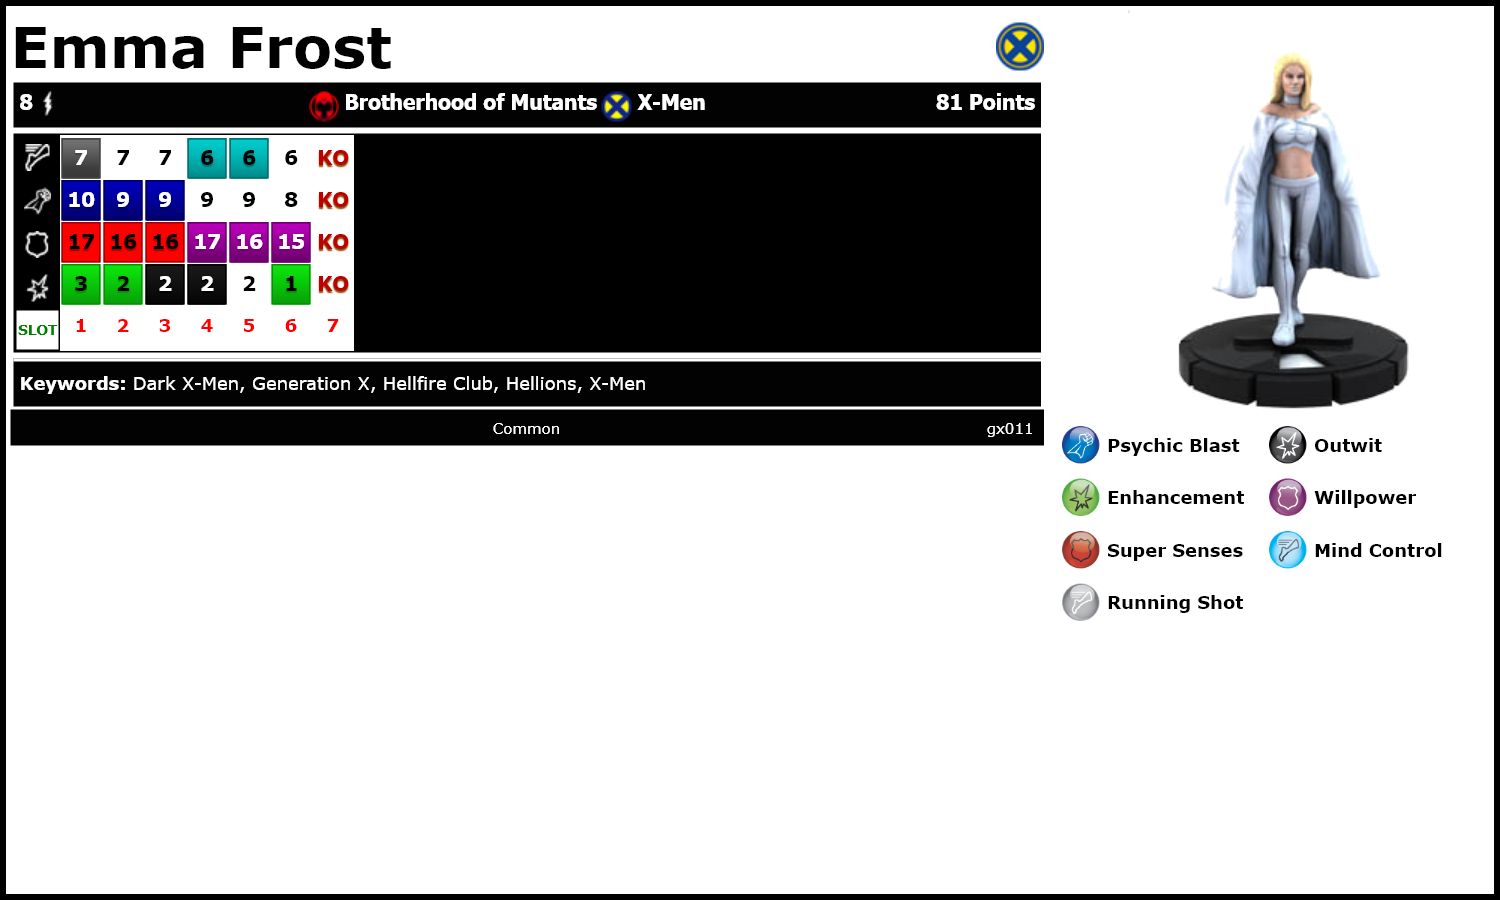 Emma Frost
8 Brotherhood of Mutants X-Men 81 Points
7 7 7 6 6 6 KO
10 9 9 9 9 8 KO
17 16 16 17 16 15 KO
3 2 2 2 2 1 KO
SLOT 1 2 3 4 5 6 7
Keywords: Dark X-Men, Generation X, Hellfire Club, Hellions, X-Men
Common gx011
Psychic Blast Outwit
Enhancement Willpower
Super Senses Mind Control
Running Shot